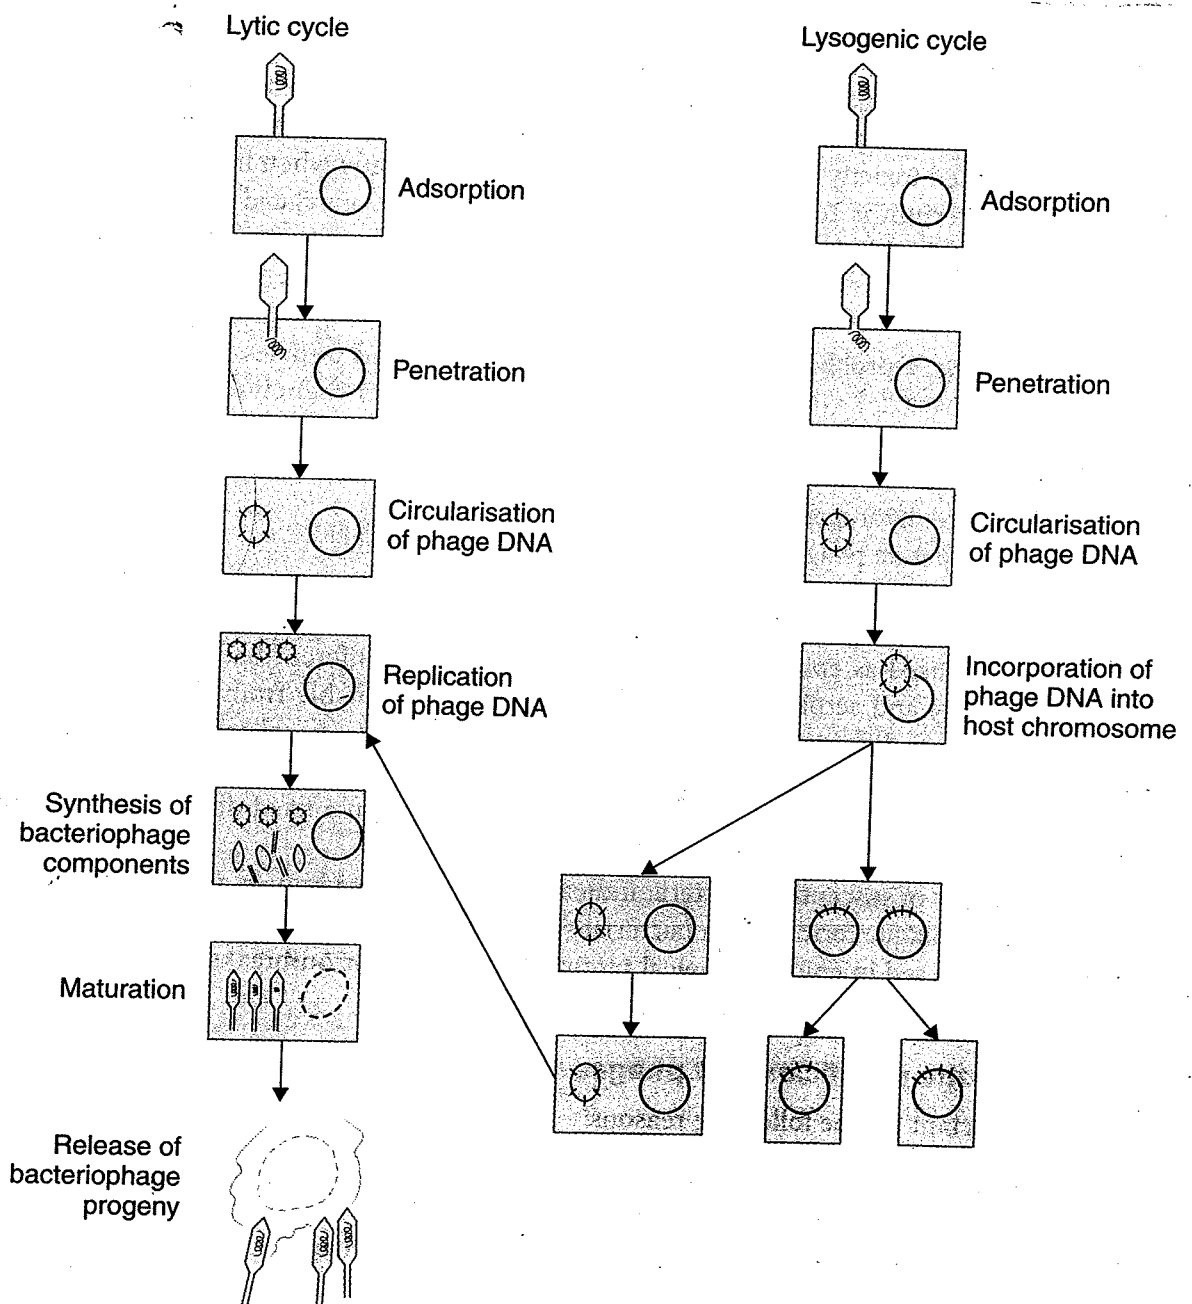 Lytic cycle
Adsorption
Penetration
Circularisation
of phage DNA
Replication
of phage DNA
Synthesis of
bacteriophage
components
Maturation
Release of
bacteriophage
progeny
Lysogenic cycle
Adsorption
Penetration
Circularisation
of phage DNA
Incorporation of
phage DNA into
host chromosome